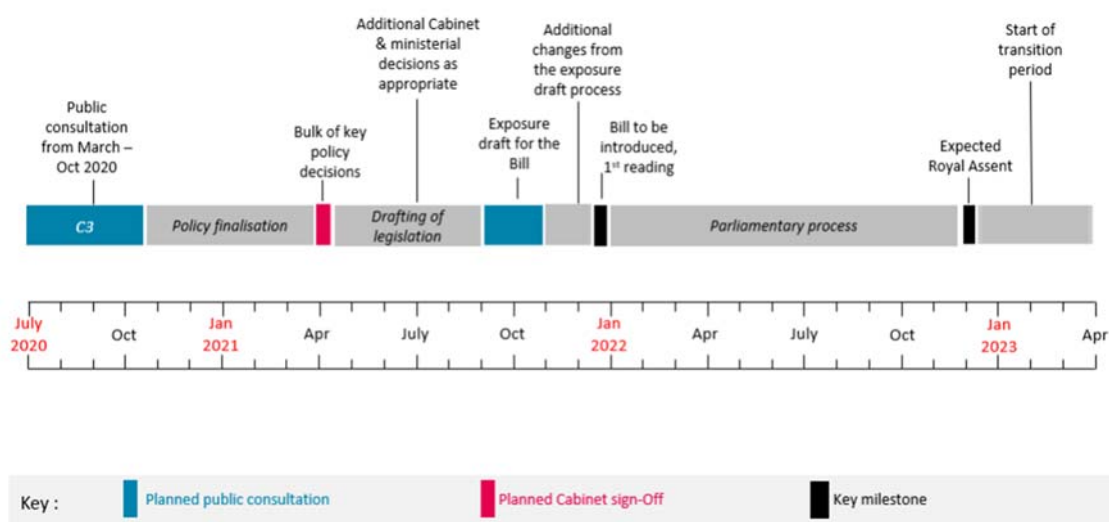 Public
consultation
from March –
Oct 2020
Bulk of key
policy
decisions
Additional Cabinet
& ministerial
decisions as
appropriate
Exposure
draft for the
Bill
Additional
changes from
the exposure
draft process
Bill to be
introduced,
1st reading
Expected
Royal Assent
Start of
transition
period
C3
Policy finalisation
Drafting of
legislation
Parliamentary process
July
2020
Oct
Jan
2021
Apr
July
Oct
Jan
2022
Apr
July
Oct
Jan
2023
Apr
Key :
Planned public consultation
Planned Cabinet sign-Off
Key milestone